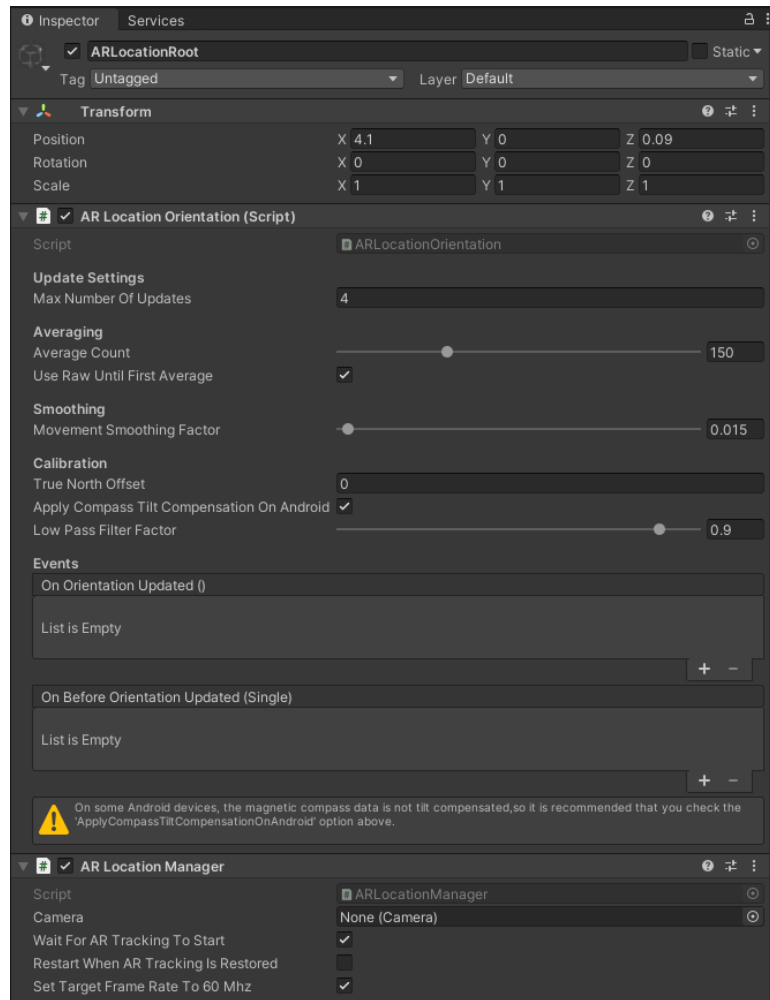 Inspector Services
ARLocationRoot Static
Tag Untagged Layer Default
Transform
Position X 4.1 Y 0 Z 0.09
Rotation X 0 Y 0 Z 0
Scale X 1 Y 1 Z 1
# AR Location Orientation (Script)
Script # ARLocationOrientation
Update Settings
Max Number Of Updates 4
Averaging
Average Count 150
Use Raw Until First Average
Smoothing
Movement Smoothing Factor 0.015
Calibration
True North Offset 0
Apply Compass Tilt Compensation On Android
Low Pass Filter Factor 0.9
Events
On Orientation Updated ()
List is Empty
+ −
On Before Orientation Updated (Single)
List is Empty
+ −
On some Android devices, the magnetic compass data is not tilt compensated,so it is recommended that you check the
'ApplyCompassTiltCompensationOnAndroid' option above.
# AR Location Manager
Script # ARLocationManager
Camera None (Camera)
Wait For AR Tracking To Start
Restart When AR Tracking Is Restored
Set Target Frame Rate To 60 Mhz